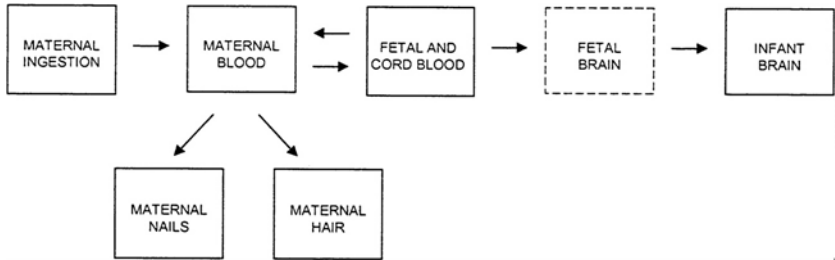 MATERNAL
INGESTION
MATERNAL
BLOOD
FETAL AND
CORD BLOOD
FETAL
BRAIN
INFANT
BRAIN
MATERNAL
NAILS
MATERNAL
HAIR